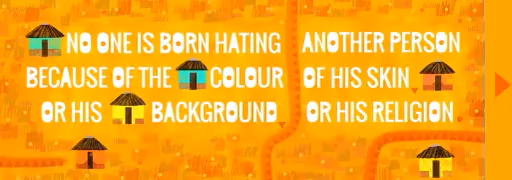 NO ONE IS BORN HATING ANOTHER PERSON
BECAUSE OF THE COLOUR OF HIS SKIN
OR HIS BACKGROUND OR HIS RELIGION